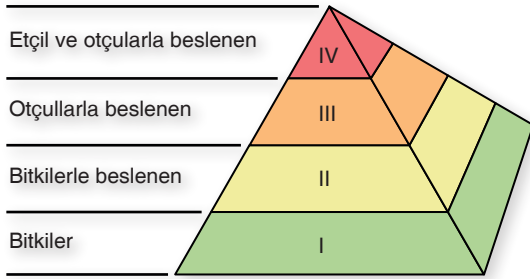 Etçil ve otçularla beslenen
IV
Otçullarla beslenen
III
Bitkilerle beslenen
II
Bitkiler
I